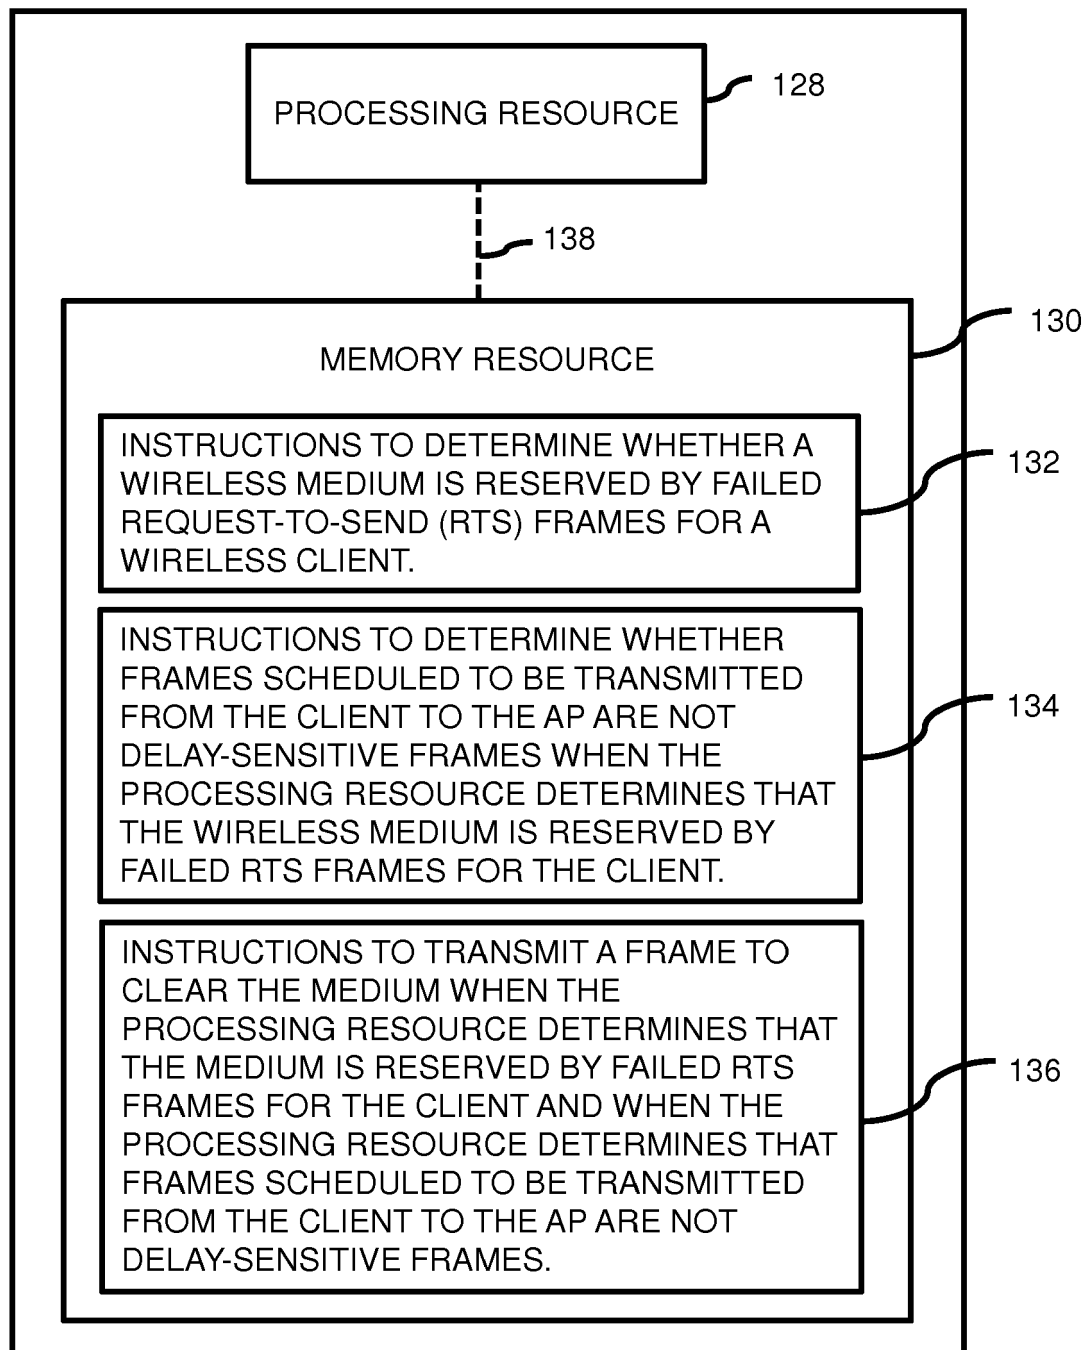 PROCESSING RESOURCE
128
138
130
MEMORY RESOURCE
INSTRUCTIONS TO DETERMINE WHETHER A
WIRELESS MEDIUM IS RESERVED BY FAILED
REQUEST-TO-SEND (RTS) FRAMES FOR A
WIRELESS CLIENT.
132
INSTRUCTIONS TO DETERMINE WHETHER
FRAMES SCHEDULED TO BE TRANSMITTED
FROM THE CLIENT TO THE AP ARE NOT
DELAY-SENSITIVE FRAMES WHEN THE
PROCESSING RESOURCE DETERMINES THAT
THE WIRELESS MEDIUM IS RESERVED BY
FAILED RTS FRAMES FOR THE CLIENT.
134
INSTRUCTIONS TO TRANSMIT A FRAME TO
CLEAR THE MEDIUM WHEN THE
PROCESSING RESOURCE DETERMINES THAT
THE MEDIUM IS RESERVED BY FAILED RTS
FRAMES FOR THE CLIENT AND WHEN THE
PROCESSING RESOURCE DETERMINES THAT
FRAMES SCHEDULED TO BE TRANSMITTED
FROM THE CLIENT TO THE AP ARE NOT
DELAY-SENSITIVE FRAMES.
136